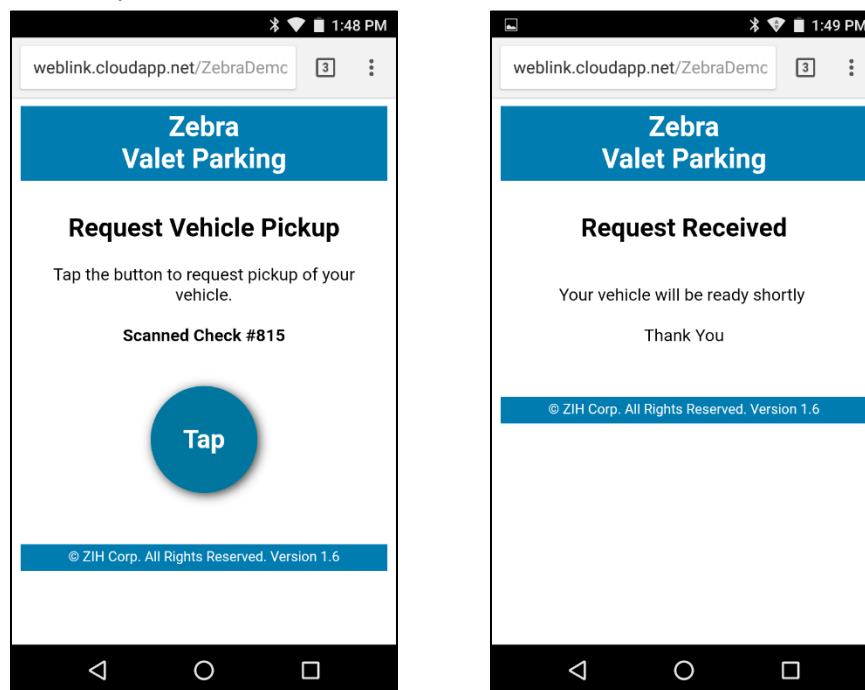 1:48 PM
weblink.cloudapp.net/ZebraDemo
3
Zebra
Valet Parking
Request Vehicle Pickup
Tap the button to request pickup of your
vehicle.
Scanned Check #815
Tap
© ZIH Corp. All Rights Reserved. Version 1.6
1:49 PM
weblink.cloudapp.net/ZebraDemo
3
Zebra
Valet Parking
Request Received
Your vehicle will be ready shortly
Thank You
© ZIH Corp. All Rights Reserved. Version 1.6